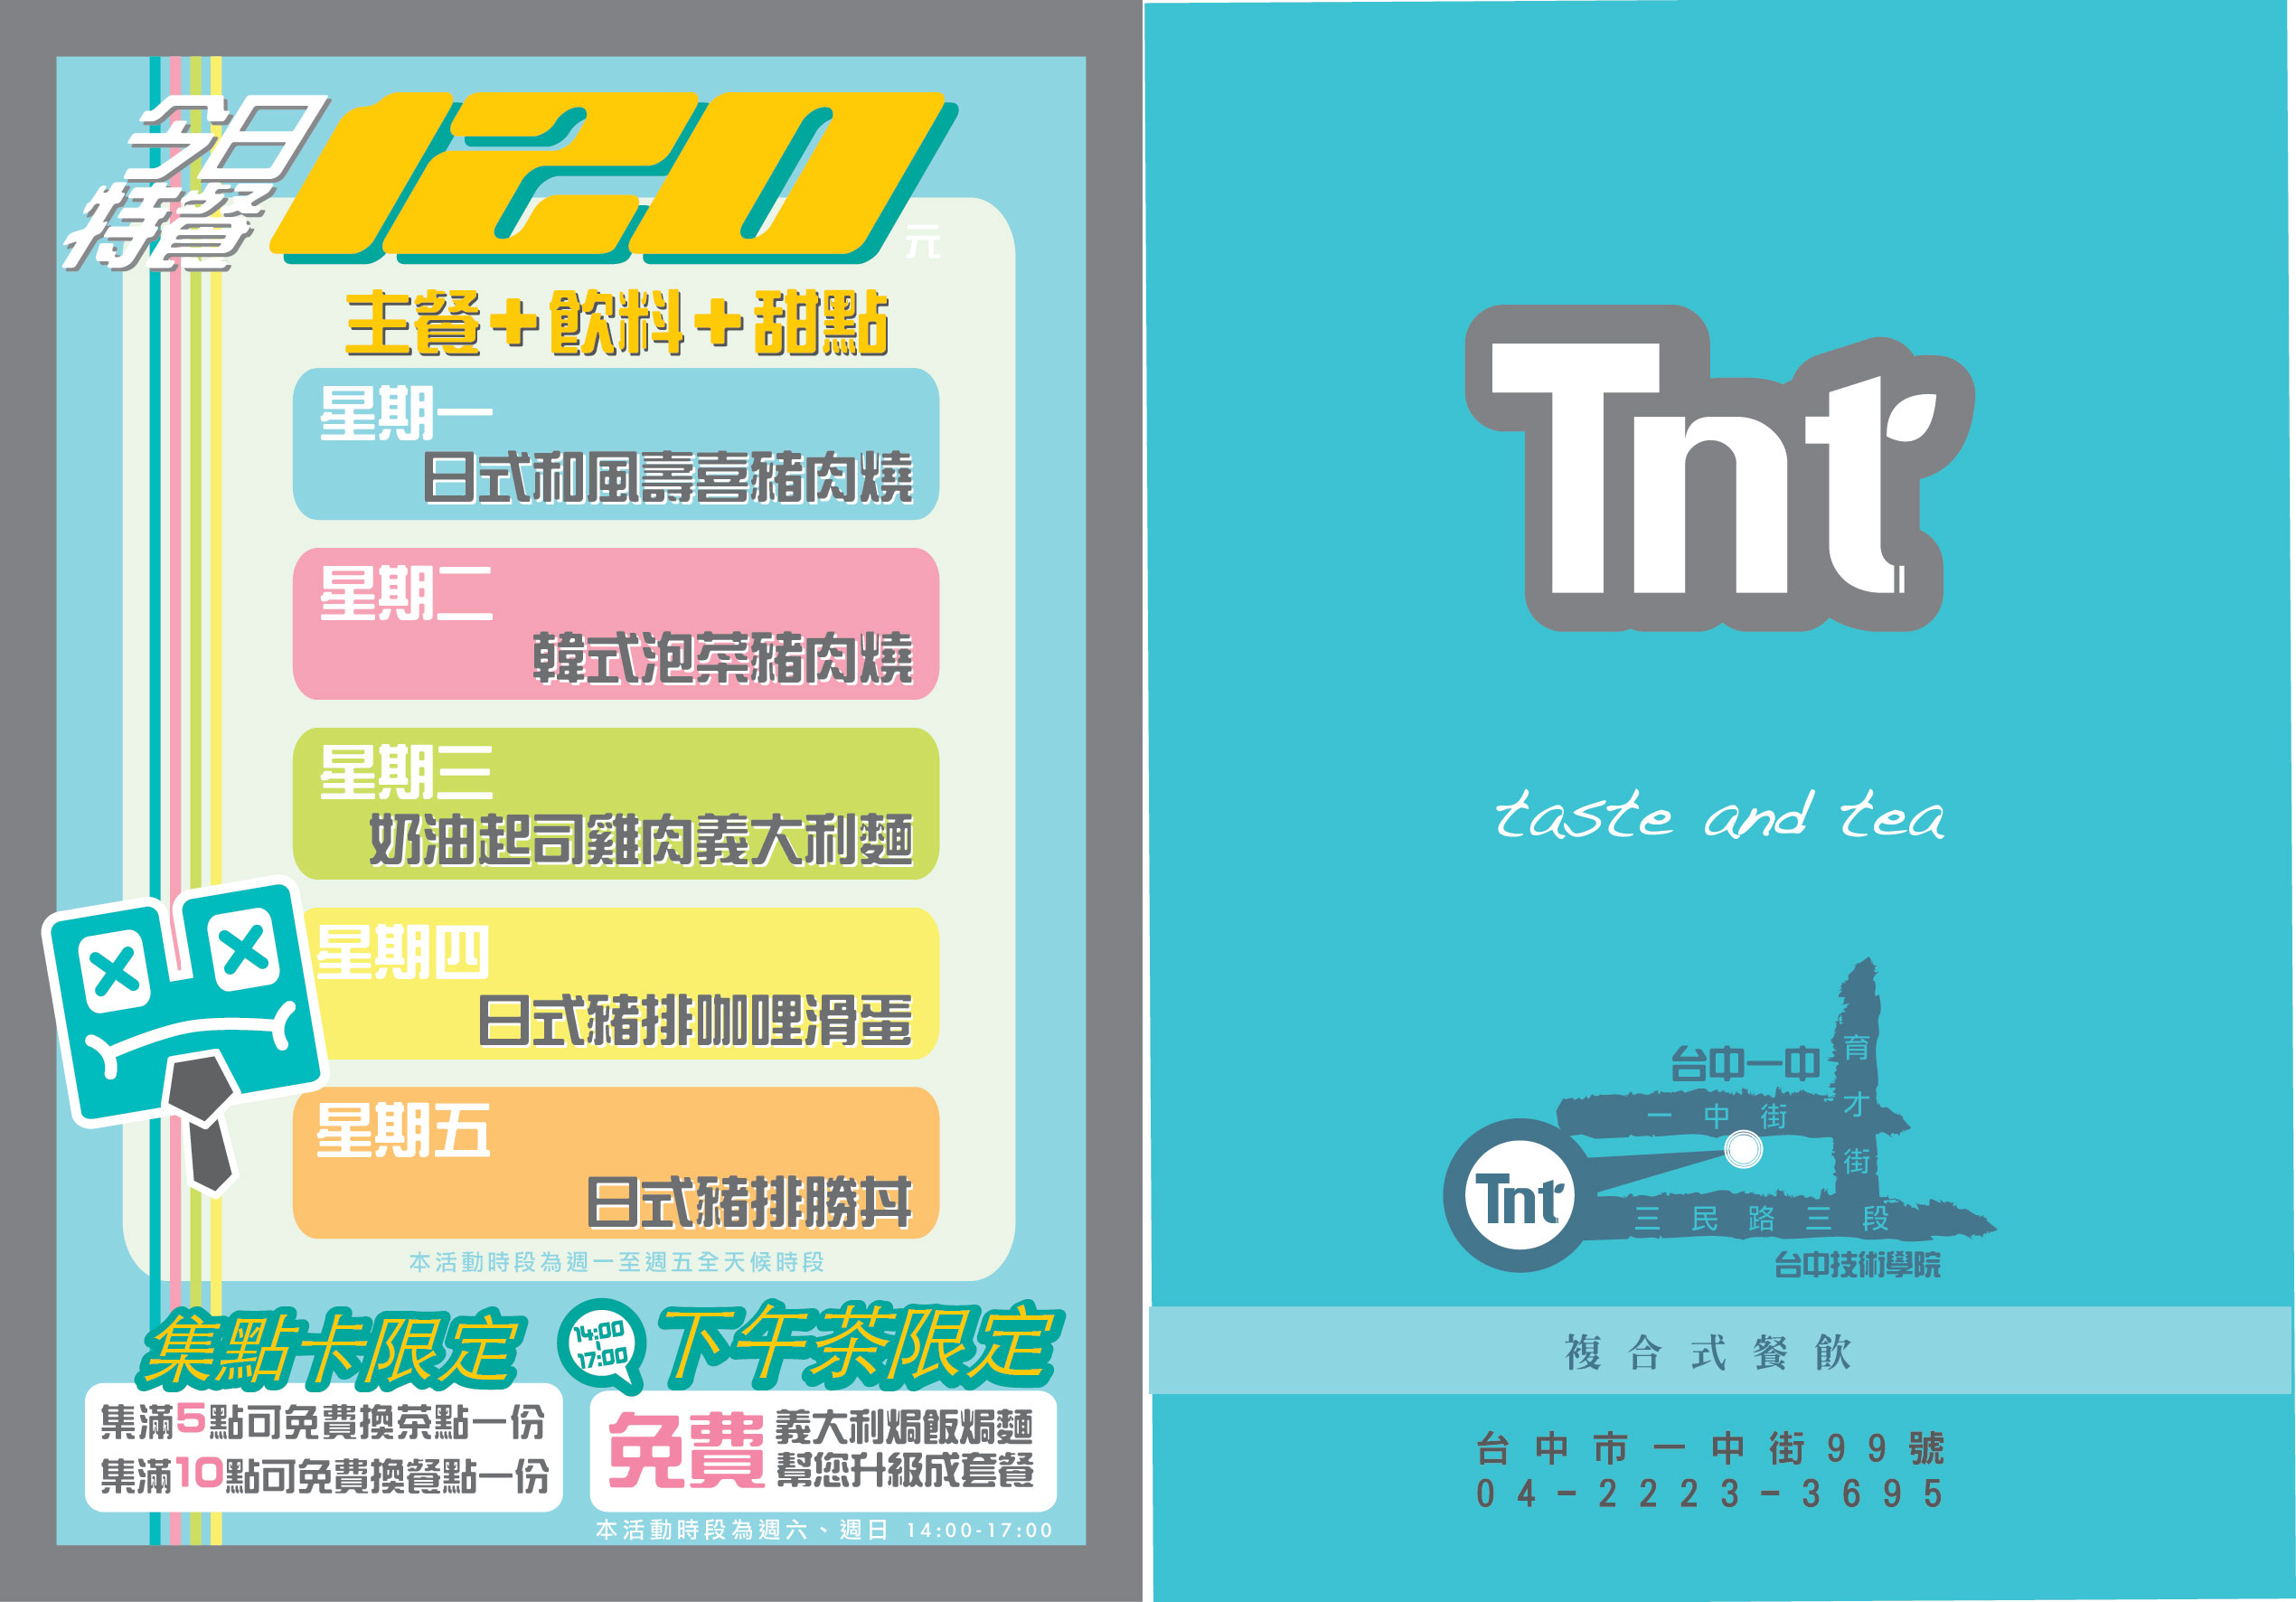 今日
特餐
120元
主餐+飲料+甜點
星期一
日式和風壽喜豬肉燒
星期二
韓式泡菜豬肉燒
星期三
奶油起司雞肉義大利麵
星期四
日式豬排咖哩滑蛋
星期五
日式豬排勝丼
本活動時段為週一至週五全天候時段
集點卡限定
集滿5點可免費換茶點一份
集滿10點可免費換餐點一份
14:00
17:00
下午茶限定
免費
義大利焗飯焗麵
幫您升級成套餐
本活動時段為週六、週日 14:00-17:00
Tnt
taste and tea
台中一中
育才街
一中街
Tnt
三民路三段
台中技術學院
複合式餐飲
台中市一中街99號
04-2223-3695